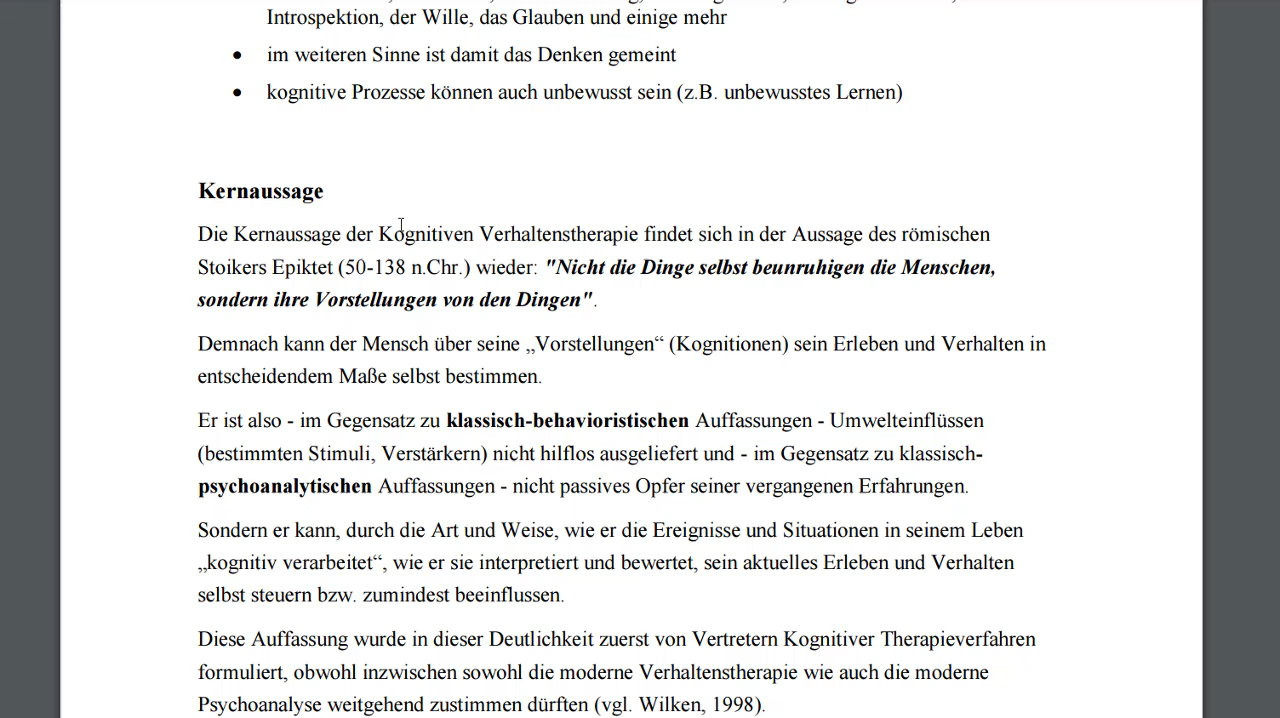 Introspektion, der Wille, das Glauben und einige mehr
• im weiteren Sinne ist damit das Denken gemeint
• kognitive Prozesse können auch unbewusst sein (z.B. unbewusstes Lernen)
Kernaussage
Die Kernaussage der Kognitiven Verhaltenstherapie findet sich in der Aussage des römischen
Stoikers Epiktet (50-138 n.Chr.) wieder: "Nicht die Dinge selbst beunruhigen die Menschen,
sondern ihre Vorstellungen von den Dingen".
Demnach kann der Mensch über seine „Vorstellungen“ (Kognitionen) sein Erleben und Verhalten in
entscheidendem Maße selbst bestimmen.
Er ist also - im Gegensatz zu klassisch-behavioristischen Auffassungen - Umwelteinflüssen
(bestimmten Stimuli, Verstärkern) nicht hilflos ausgeliefert und - im Gegensatz zu klassisch-
psychoanalytischen Auffassungen - nicht passives Opfer seiner vergangenen Erfahrungen.
Sondern er kann, durch die Art und Weise, wie er die Ereignisse und Situationen in seinem Leben
„kognitiv verarbeitet“, wie er sie interpretiert und bewertet, sein aktuelles Erleben und Verhalten
selbst steuern bzw. zumindest beeinflussen.
Diese Auffassung wurde in dieser Deutlichkeit zuerst von Vertretern Kognitiver Therapieverfahren
formuliert, obwohl inzwischen sowohl die moderne Verhaltenstherapie wie auch die moderne
Psychoanalyse weitgehend zustimmen dürften (vgl. Wilken, 1998).